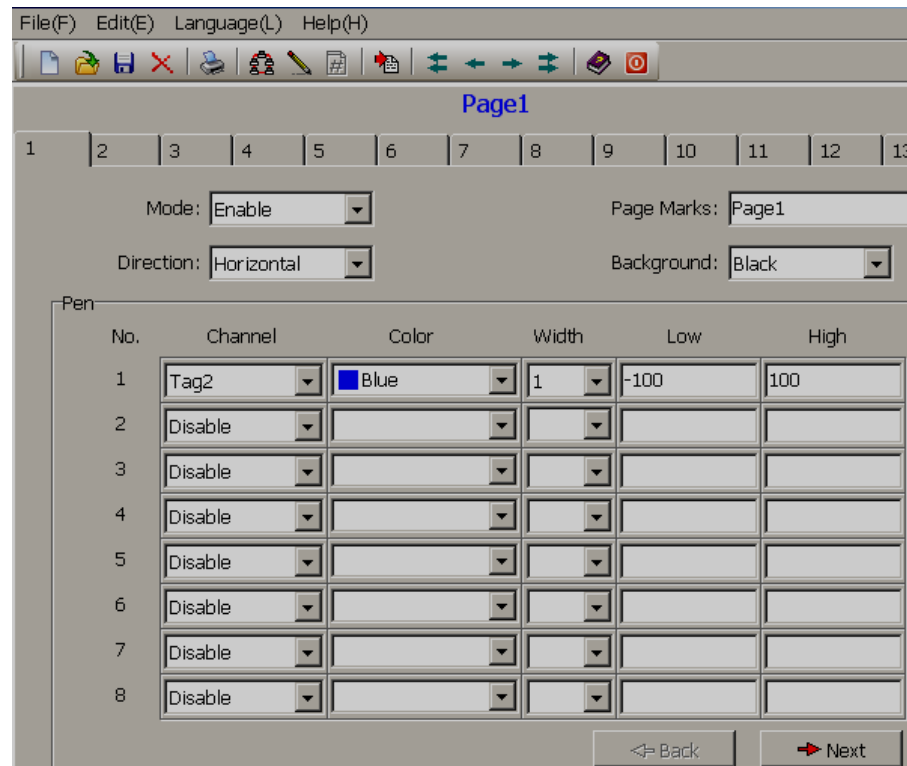 File(F) Edit(E) Language(L) Help(H)
Page1
1 2 3 4 5 6 7 8 9 10 11 12 13
Mode: Enable Page Marks: Page1
Direction: Horizontal Background: Black
Pen
No. Channel Color Width Low High
1 Tag2 Blue 1 -100 100
2 Disable
3 Disable
4 Disable
5 Disable
6 Disable
7 Disable
8 Disable
Back Next